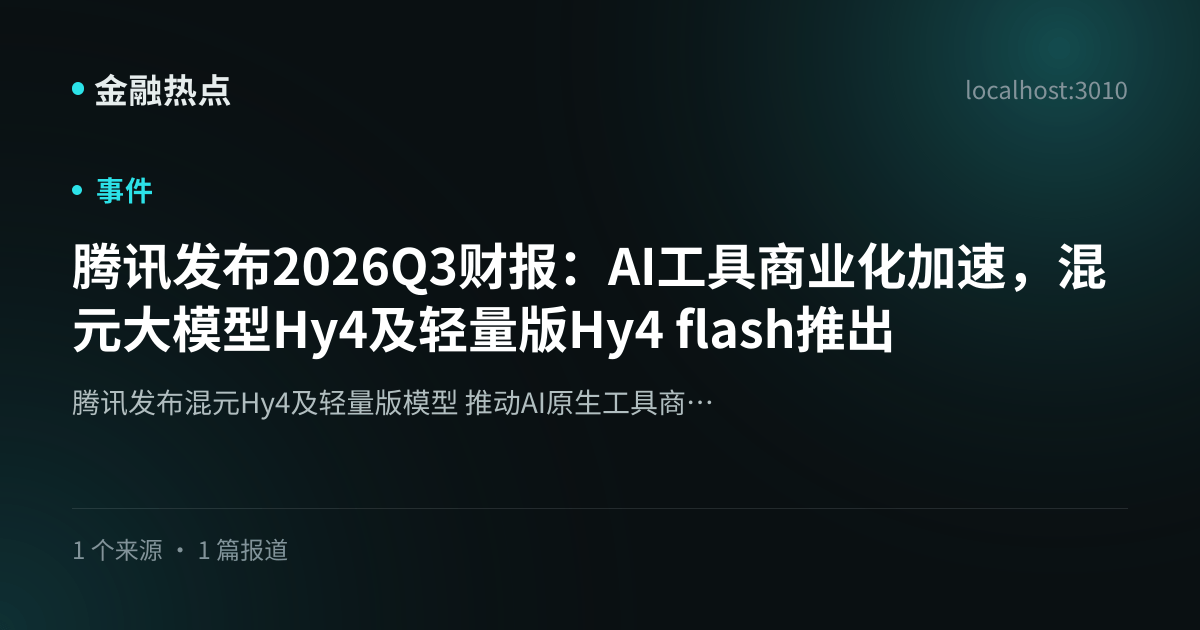 金融热点
localhost:3010
事件
腾讯发布2026Q3财报：AI工具商业化加速，混
元大模型Hy4及轻量版Hy4 flash推出
腾讯发布混元Hy4及轻量版模型 推动AI原生工具商…
1 个来源 · 1 篇报道